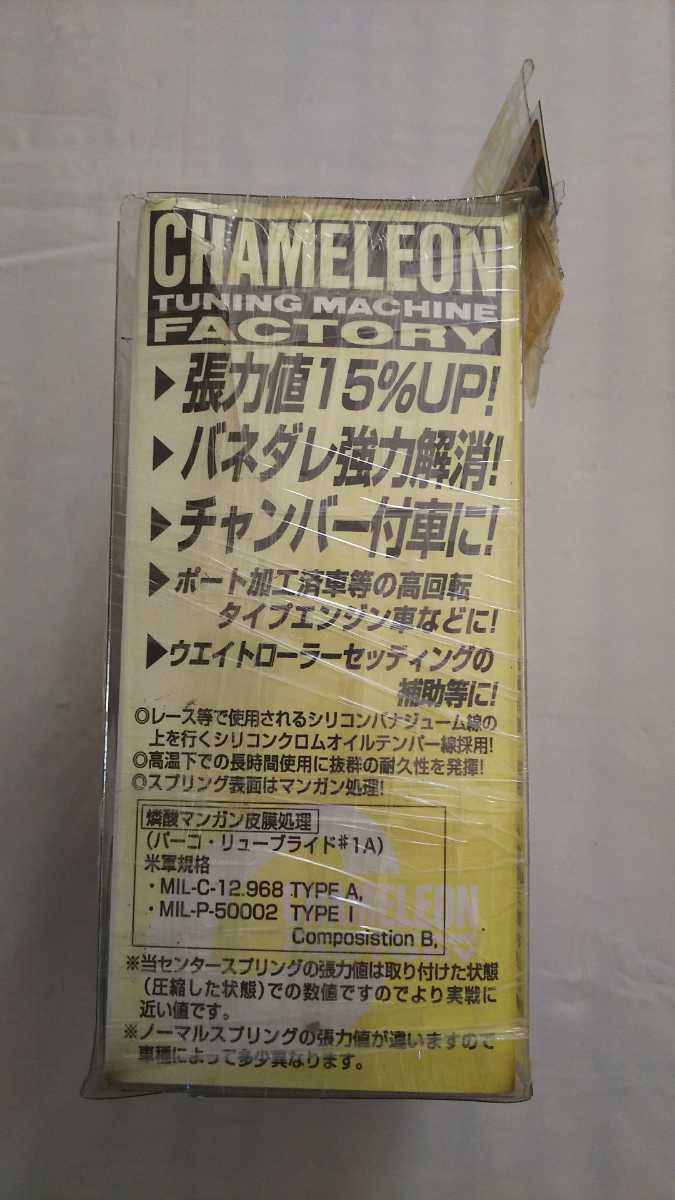 CHAMELEON
TUNING MACHINE
FACTORY
▶張力値15%UP!
▶バネダレ強力解消!
▶チャンバー付車に!
▶ポート加工済車等の高回転
タイプエンジン車などに!
▶ウエイトローラーセッティングの
補助等に!
◎レース等で使用されるシリコンバナジューム線の
上を行くシリコンクロムオイルテンパー線採用!
◎高温下での長時間使用に抜群の耐久性を発揮!
◎スプリング表面はマンガン処理!
燐酸マンガン皮膜処理
(パーコ・リューブライド#1A)
米軍規格
・MIL-C-12.968 TYPE A,
・MIL-P-50002 TYPE I
Composistion B,
CHAMELEON
※当センタースプリングの張力値は取り付けた状態
(圧縮した状態)での数値ですのでより実戦に
近い値です。
※ノーマルスプリングの張力値が違いますので
車種によって多少異なります。